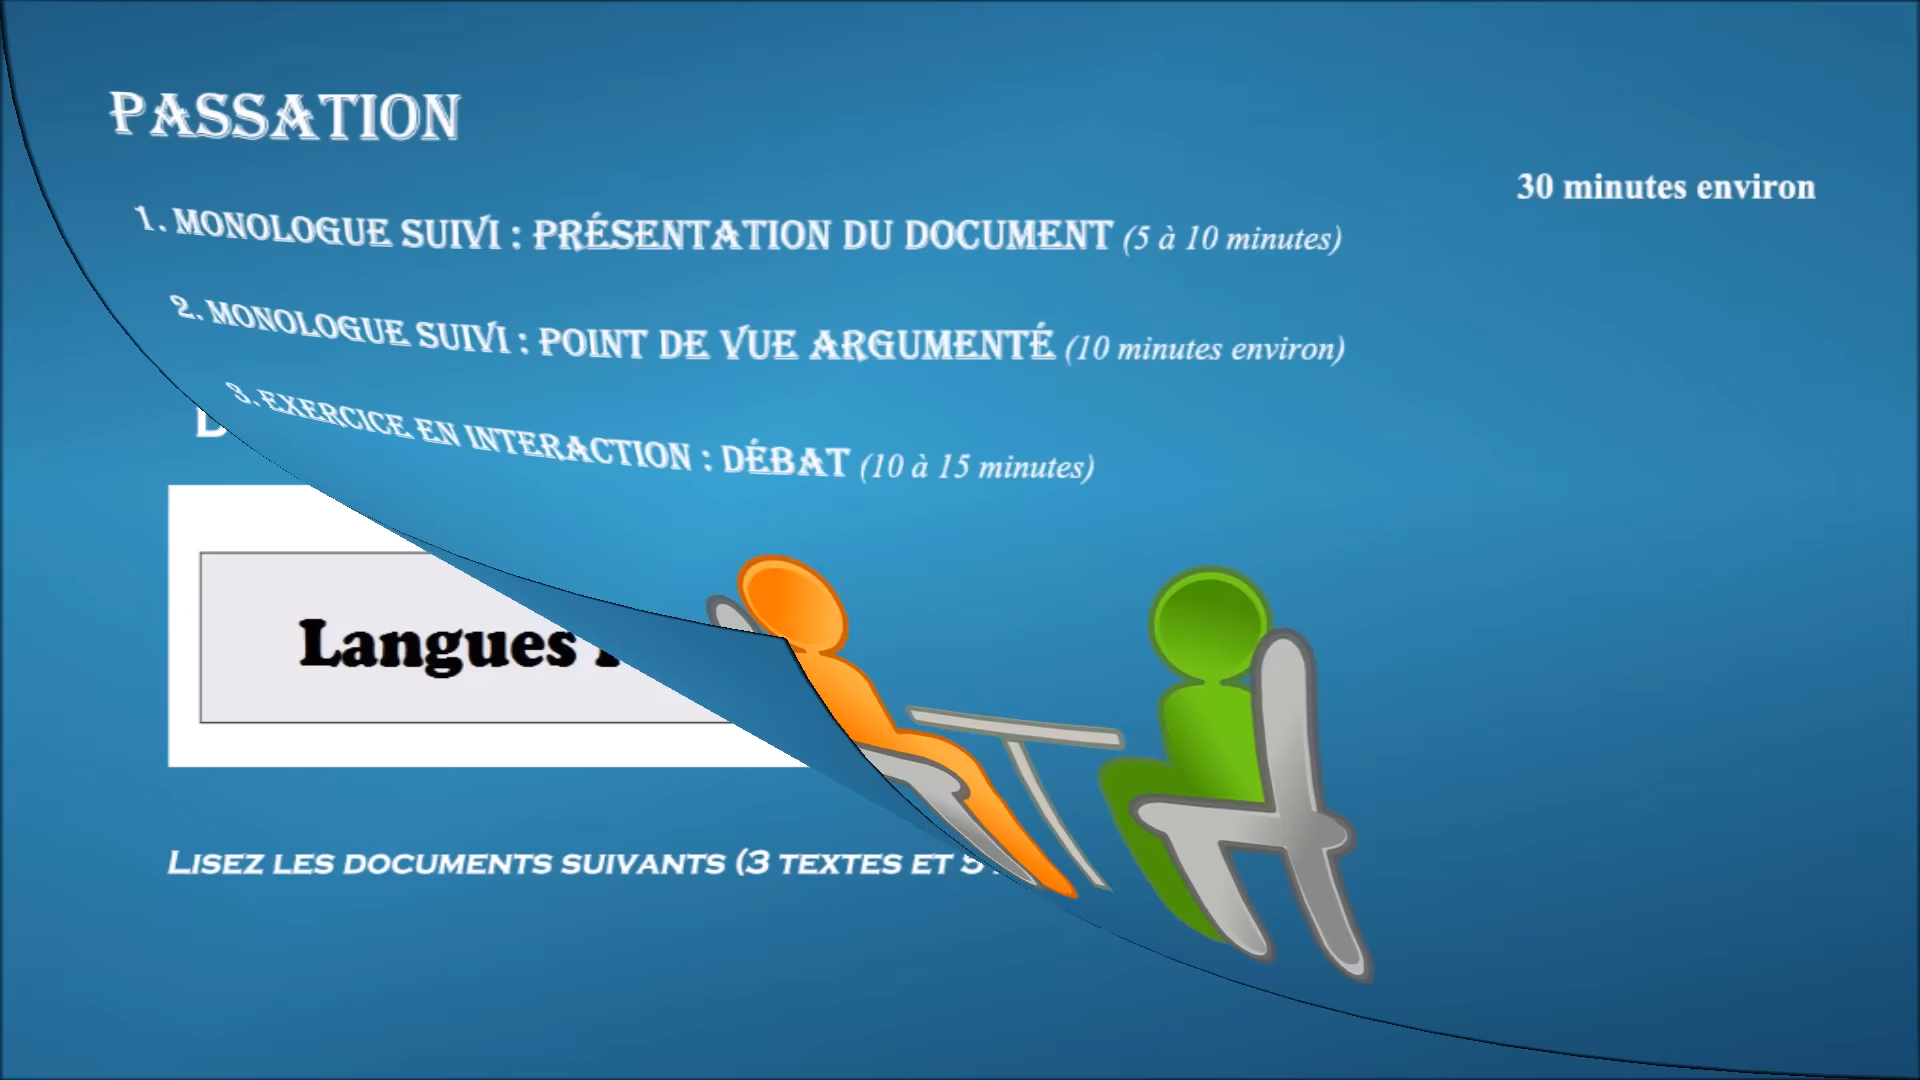 PASSATION
30 minutes environ
1. MONOLOGUE SUIVI : PRÉSENTATION DU DOCUMENT (5 à 10 minutes)
2. MONOLOGUE SUIVI : POINT DE VUE ARGUMENTÉ (10 minutes environ)
3. EXERCICE EN INTERACTION : DÉBAT (10 à 15 minutes)
Langues
LISEZ LES DOCUMENTS SUIVANTS (3 TEXTES ET 5